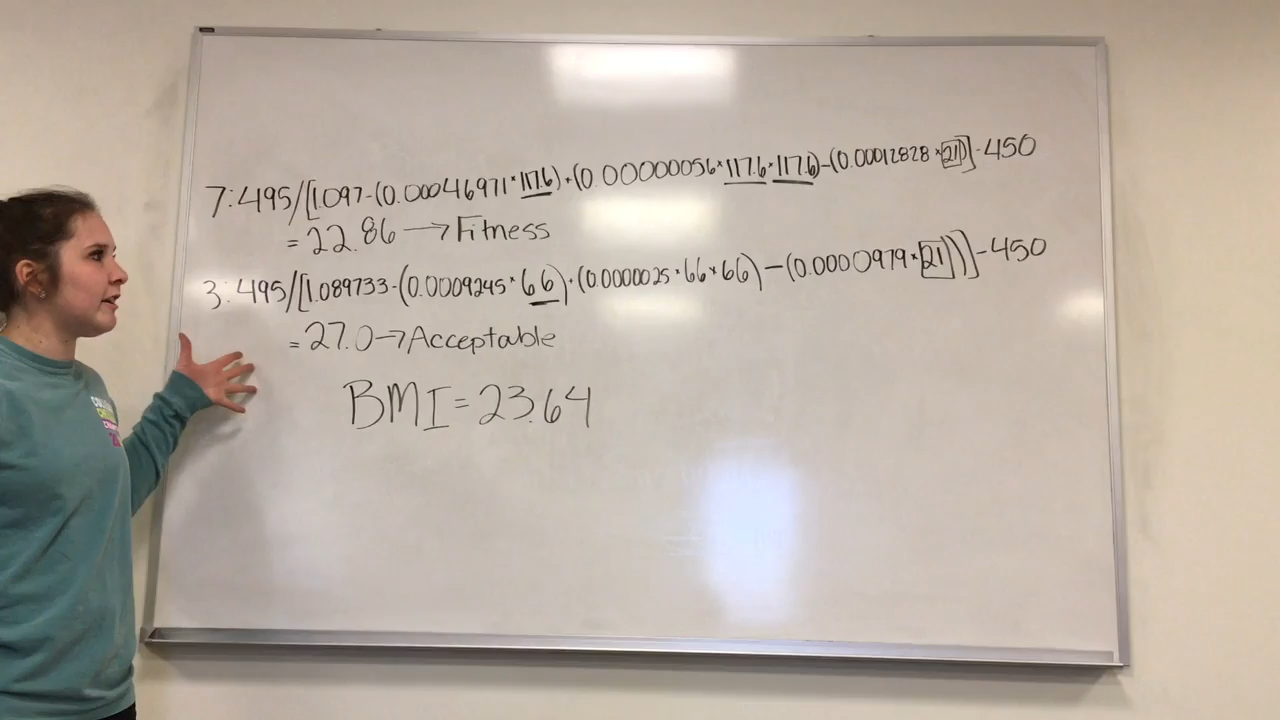 7:495/[1.097-(0.00046971*117.6)+(0.00000056*117.6*117.6)-(0.00012828*21)]-450
=22.86→Fitness
3:495/[1.089733-(0.0009245*66)+(0.0000025*66*66)-(0.0000979*21))]-450
=27.0→Acceptable
BMI=23.64